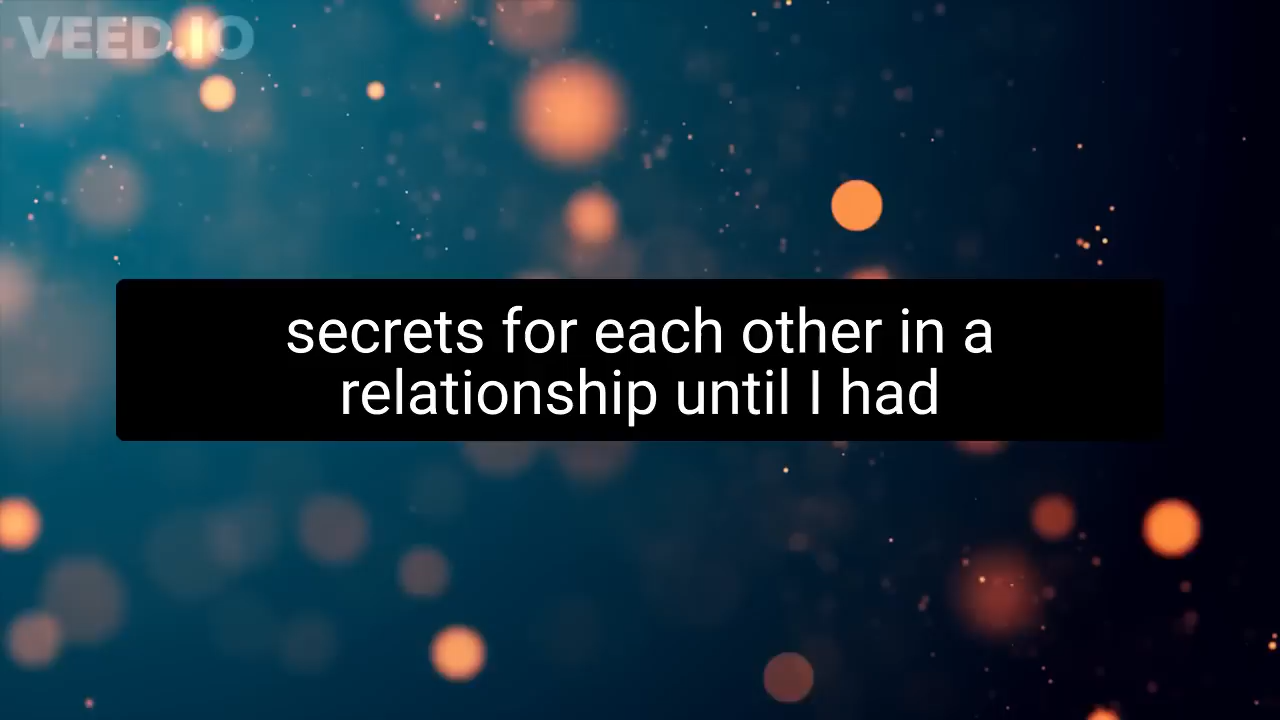 VEED.IO
secrets for each other in a
relationship until I had